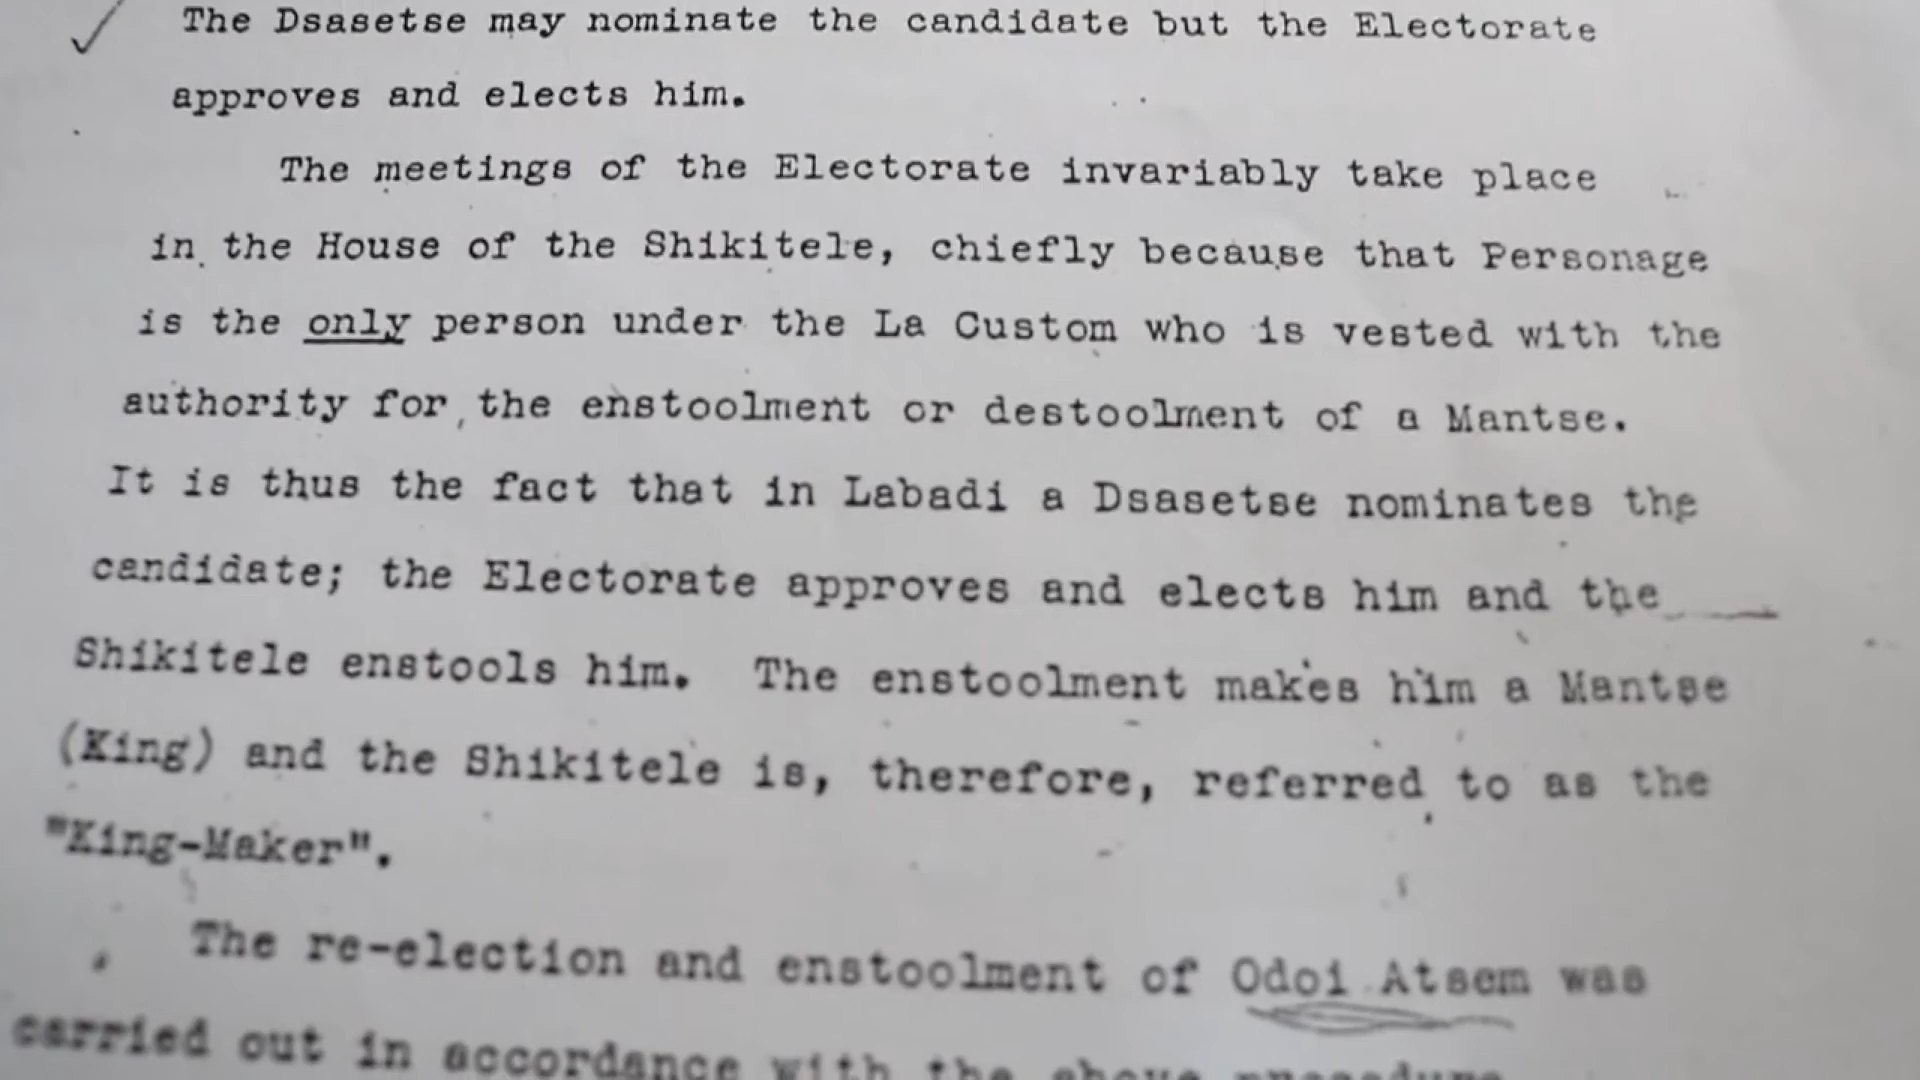 The Dsasetse may nominate the candidate but the Electorate
approves and elects him.
The meetings of the Electorate invariably take place
in the House of the Shikitele, chiefly because that Personage
is the only person under the La Custom who is vested with the
authority for the enstoolment or destoolment of a Mantse.
It is thus the fact that in Labadi a Dsasetse nominates the
candidate; the Electorate approves and elects him and the
Shikitele enstools him. The enstoolment makes him a Mantse
(King) and the Shikitele is, therefore, referred to as the
"King-Maker".
The re-election and enstoolment of Odoi Atsem was
carried out in accordance with the above procedure